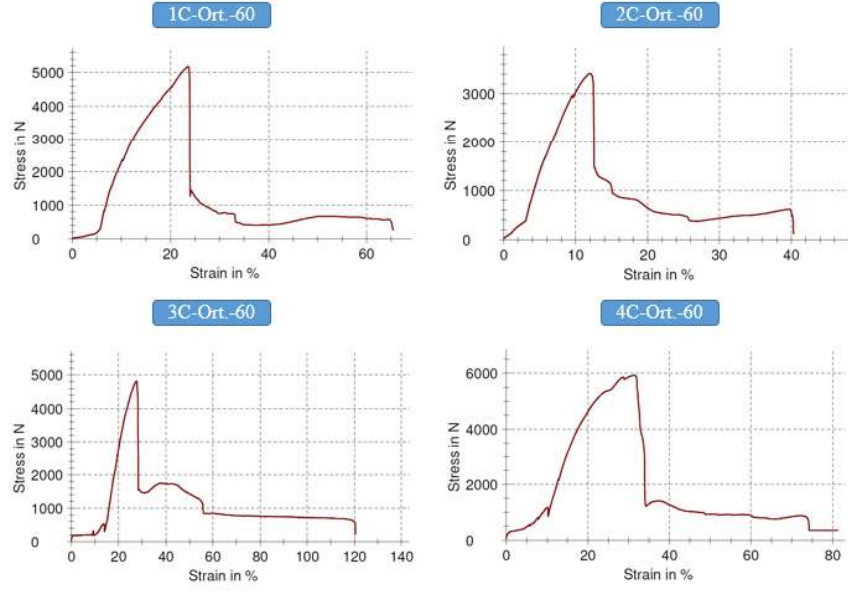 1C-Ort.-60
2C-Ort.-60
Stress in N
5000
4000
3000
2000
1000
0
0 20 40 60
Strain in %
Stress in N
3000
2000
1000
0
0 10 20 30 40
Strain in %
3C-Ort.-60
4C-Ort.-60
Stress in N
5000
4000
3000
2000
1000
0
0 20 40 60 80 100 120 140
Strain in %
Stress in N
6000
4000
2000
0
0 20 40 60 80
Strain in %